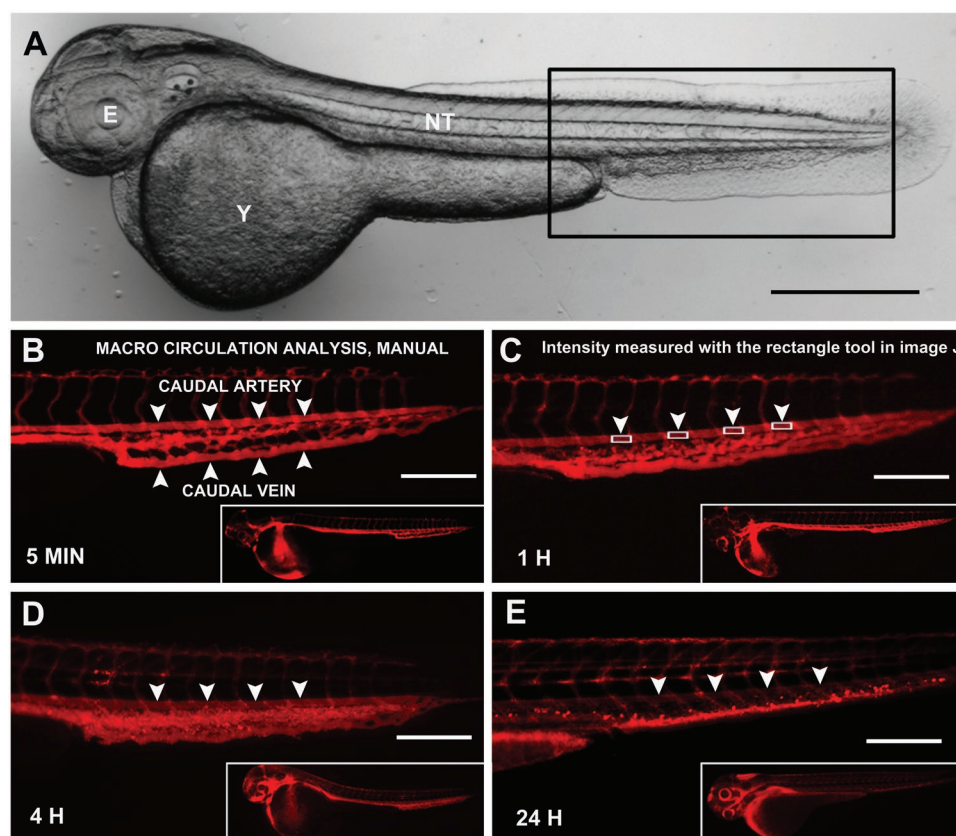 A
E
NT
Y
B
MACRO CIRCULATION ANALYSIS, MANUAL
CAUDAL ARTERY
CAUDAL VEIN
5 MIN
C
Intensity measured with the rectangle tool in image J
1 H
D
4 H
E
24 H